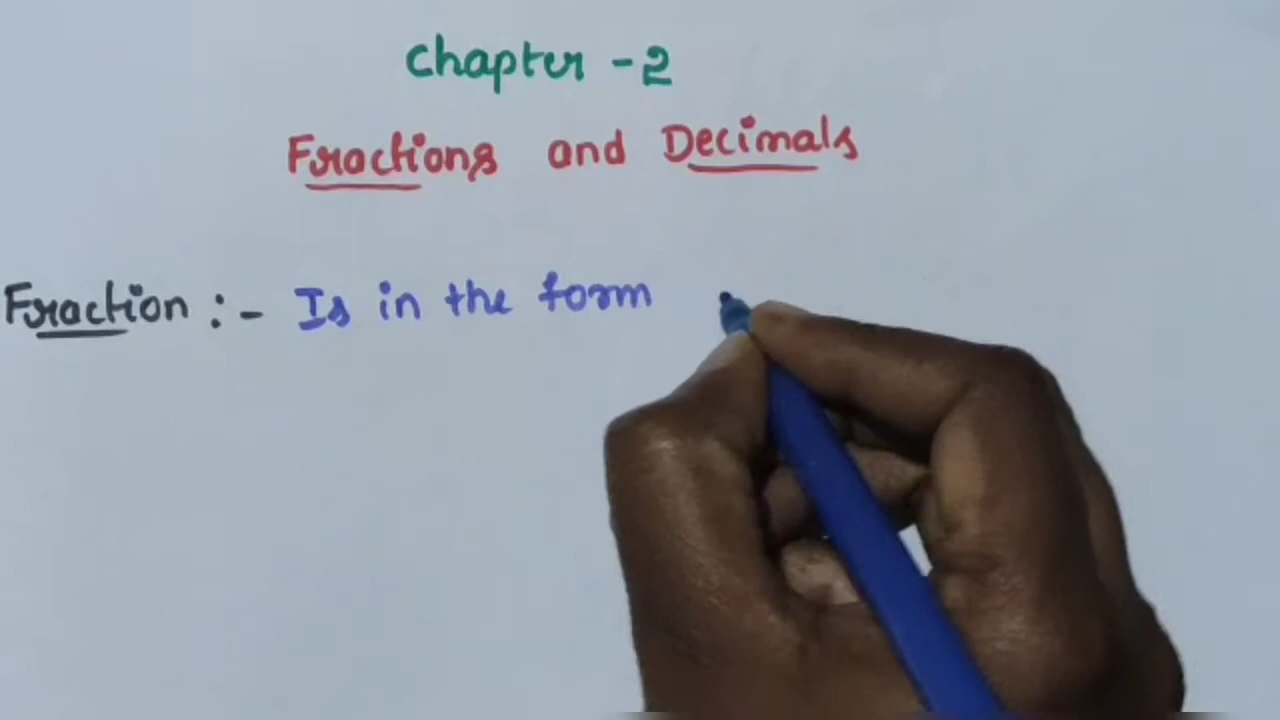 Chapter - 2
Fractions and Decimals
Fraction :- Is in the form